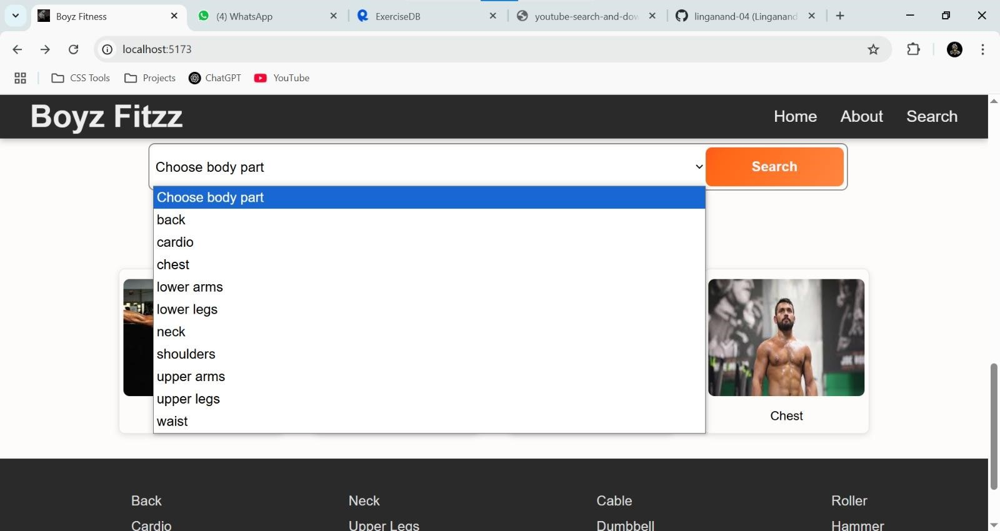 Boyz Fitness
(4) WhatsApp
ExerciseDB
youtube-search-and-dow
linganand-04 (Linganand
localhost:5173
CSS Tools
Projects
ChatGPT
YouTube
Boyz Fitzz
Home
About
Search
Choose body part
Search
Choose body part
back
cardio
chest
lower arms
lower legs
neck
shoulders
upper arms
upper legs
waist
Chest
Back
Neck
Cable
Roller
Cardio
Upper Legs
Dumbbell
Hammer